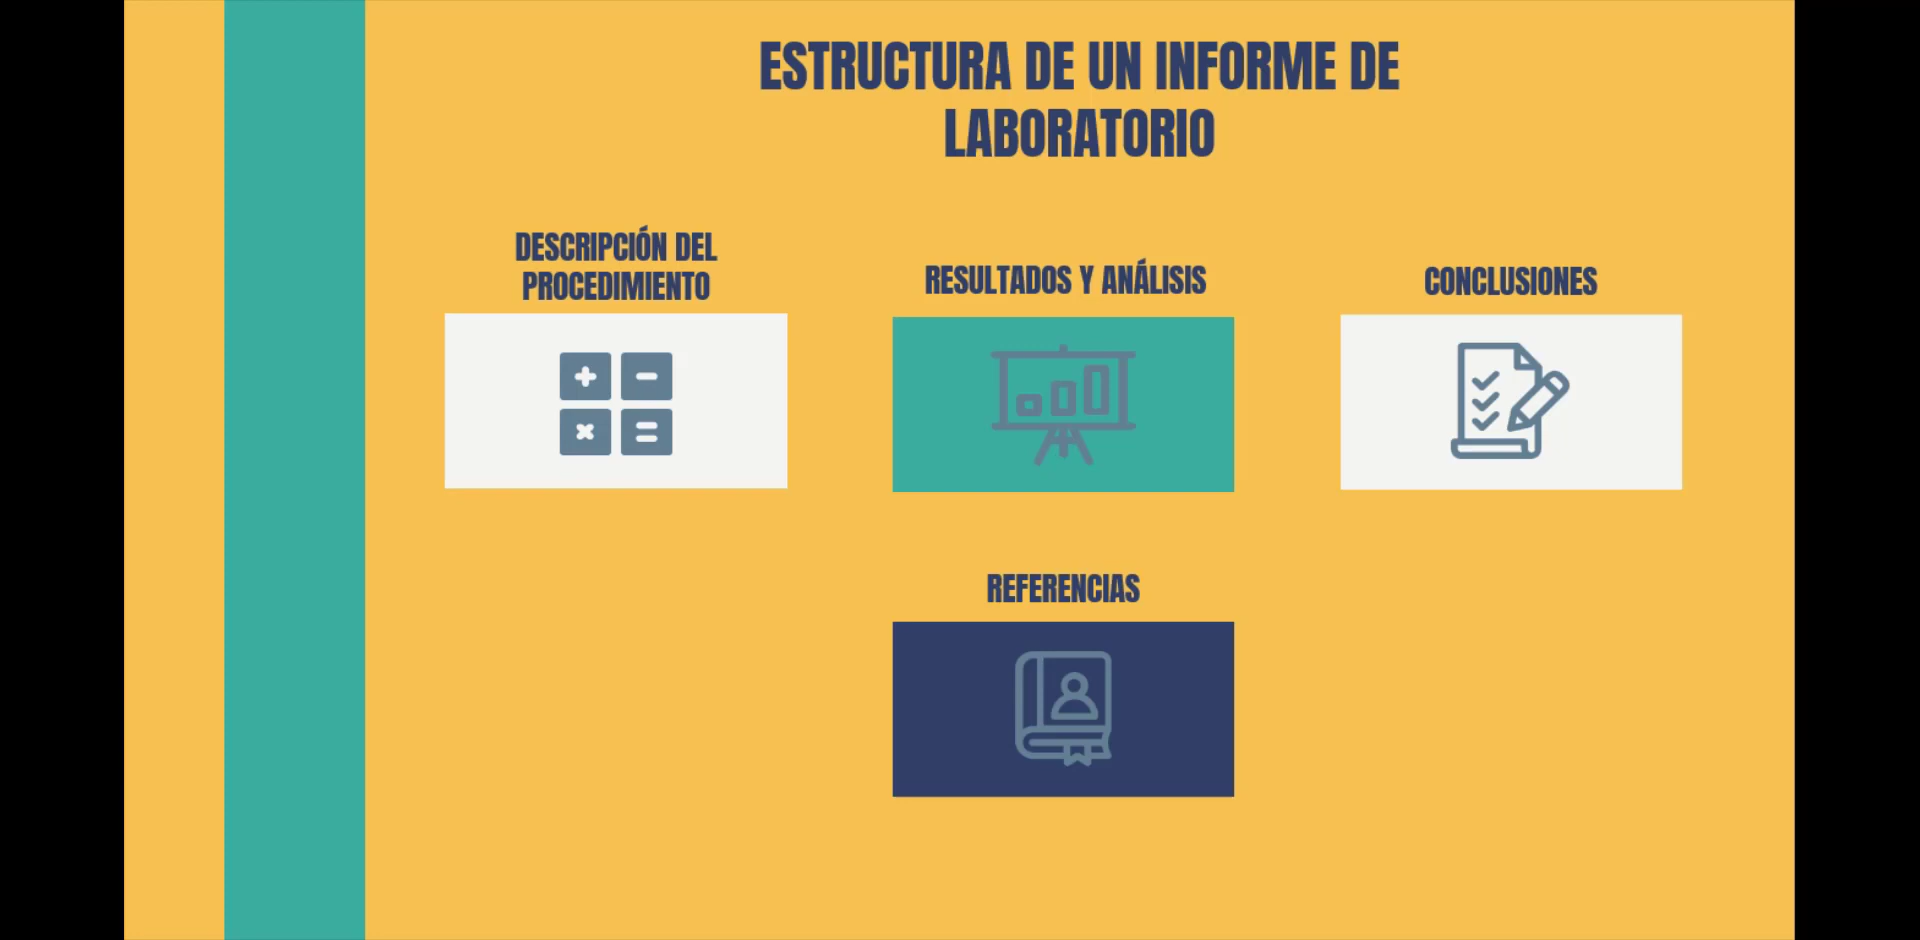 ESTRUCTURA DE UN INFORME DE
LABORATORIO
DESCRIPCIÓN DEL
PROCEDIMIENTO
RESULTADOS Y ANÁLISIS
CONCLUSIONES
REFERENCIAS